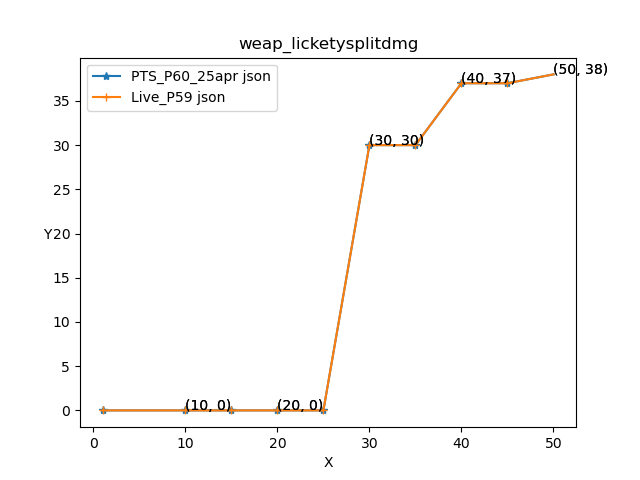 weap_licketysplitdmg
PTS_P60_25apr json
Live_P59 json
(50, 38)
(40, 37)
(30, 30)
(10, 0)
(20, 0)
35
30
25
Y20
15
10
5
0
0 10 20 30 40 50
X